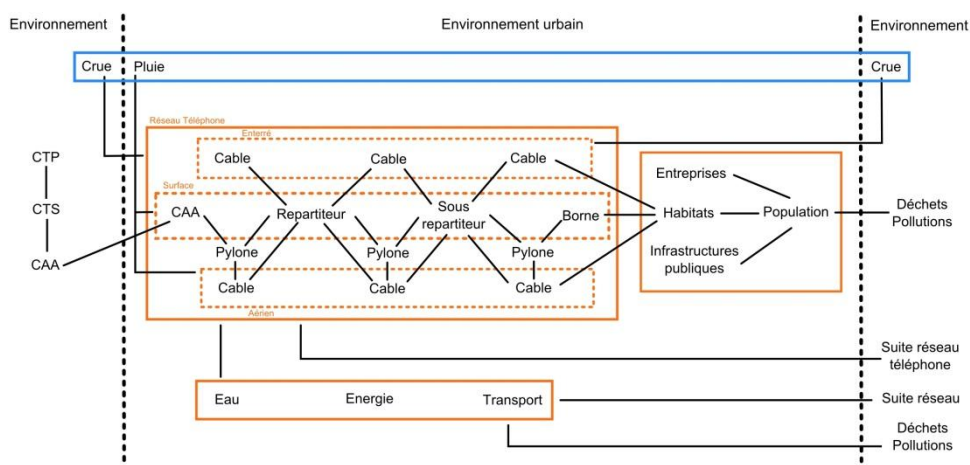 Environnement
Environnement urbain
Environnement
Crue
Pluie
Crue
Réseau Téléphone
Enterré
Cable
Cable
Cable
CTP
Surface
Entreprises
CTS
CAA
Repartiteur
Sous
repartiteur
Borne
Habitats
Population
Déchets
Pollutions
CAA
Pylone
Pylone
Pylone
Infrastructures
publiques
Cable
Cable
Cable
Aérien
Suite réseau
téléphone
Eau
Energie
Transport
Suite réseau
Déchets
Pollutions